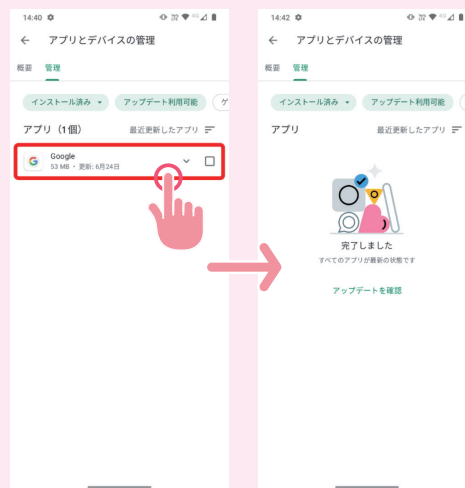 14:40
アプリとデバイスの管理
概要 管理
インストール済み アップデート利用可能 ゲ
アプリ（1個） 最近更新したアプリ
Google
53 MB ・ 更新: 6月24日
14:42
アプリとデバイスの管理
概要 管理
インストール済み アップデート利用可能
アプリ 最近更新したアプリ
完了しました
すべてのアプリが最新の状態です
アップデートを確認